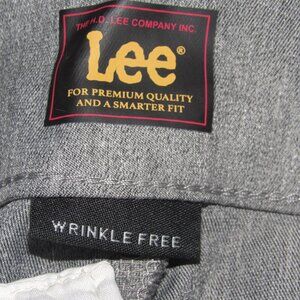 THE H.D. LEE COMPANY INC.
Lee®
FOR PREMIUM QUALITY
AND A SMARTER FIT
WRINKLE FREE